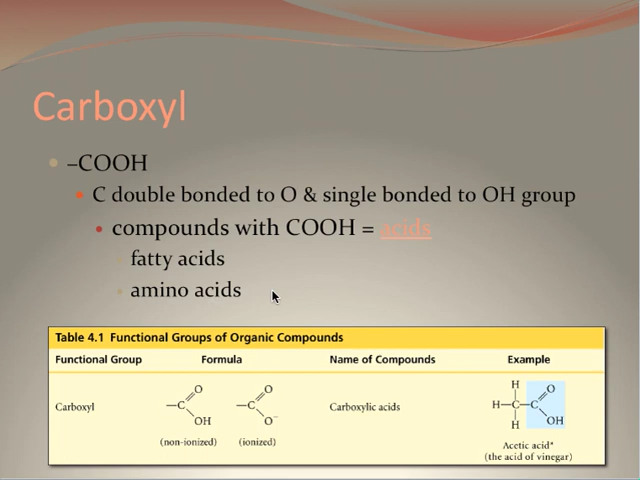 Carboxyl
–COOH
C double bonded to O & single bonded to OH group
compounds with COOH = acids
fatty acids
amino acids
Table 4.1 Functional Groups of Organic Compounds
Functional Group Formula Name of Compounds Example
Carboxyl —C O OH —C O O⁻ Carboxylic acids H H—C—C O OH H
(non-ionized) (ionized) Acetic acid*
(the acid of vinegar)